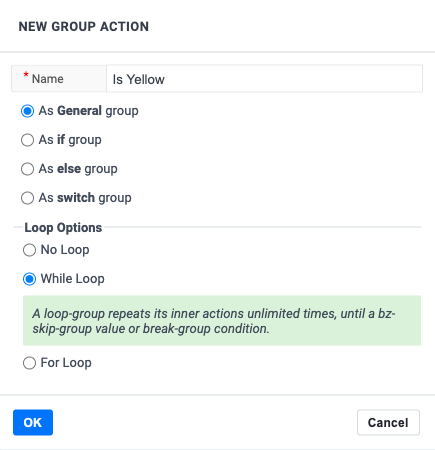 NEW GROUP ACTION
* Name Is Yellow
As General group
As if group
As else group
As switch group
Loop Options
No Loop
While Loop
A loop-group repeats its inner actions unlimited times, until a bz-
skip-group value or break-group condition.
For Loop
OK Cancel